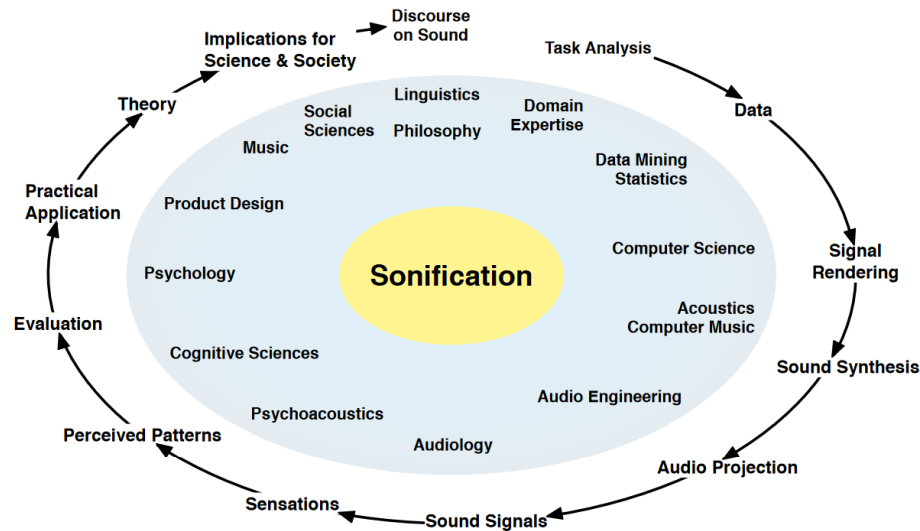 Discourse
on Sound
Implications for
Science & Society
Task Analysis
Theory
Data
Linguistics
Philosophy
Social
Sciences
Domain
Expertise
Music
Data Mining
Statistics
Practical
Application
Product Design
Computer Science
Signal
Rendering
Psychology
Sonification
Acoustics
Computer Music
Evaluation
Cognitive Sciences
Sound Synthesis
Audio Engineering
Psychoacoustics
Perceived Patterns
Audiology
Audio Projection
Sensations
Sound Signals